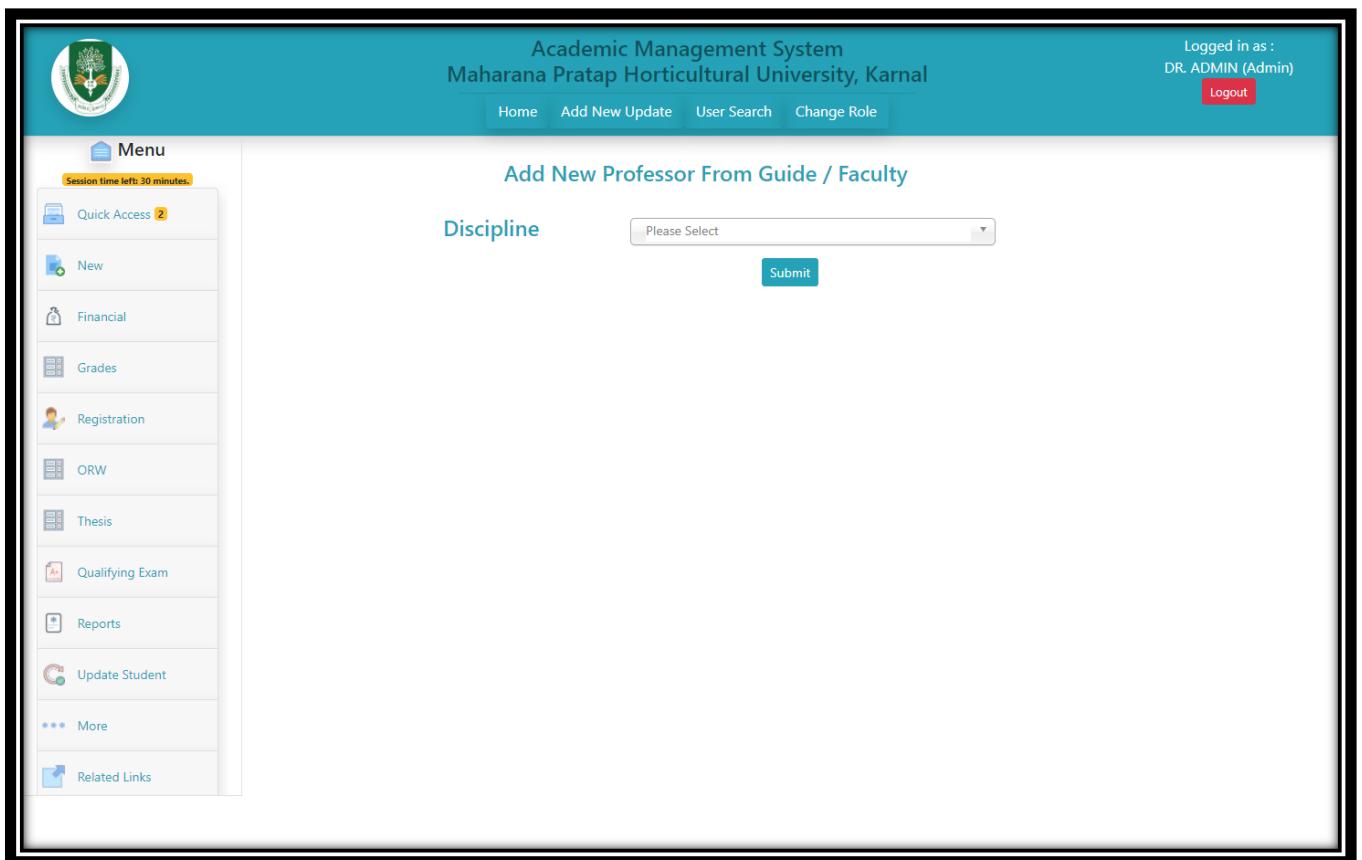 Academic Management System
Maharana Pratap Horticultural University, Karnal
Home Add New Update User Search Change Role
Logged in as :
DR. ADMIN (Admin)
Logout
Menu
Session time left: 30 minutes.
Quick Access 2
New
Financial
Grades
Registration
ORW
Thesis
Qualifying Exam
Reports
Update Student
More
Related Links
Add New Professor From Guide / Faculty
Discipline Please Select
Submit